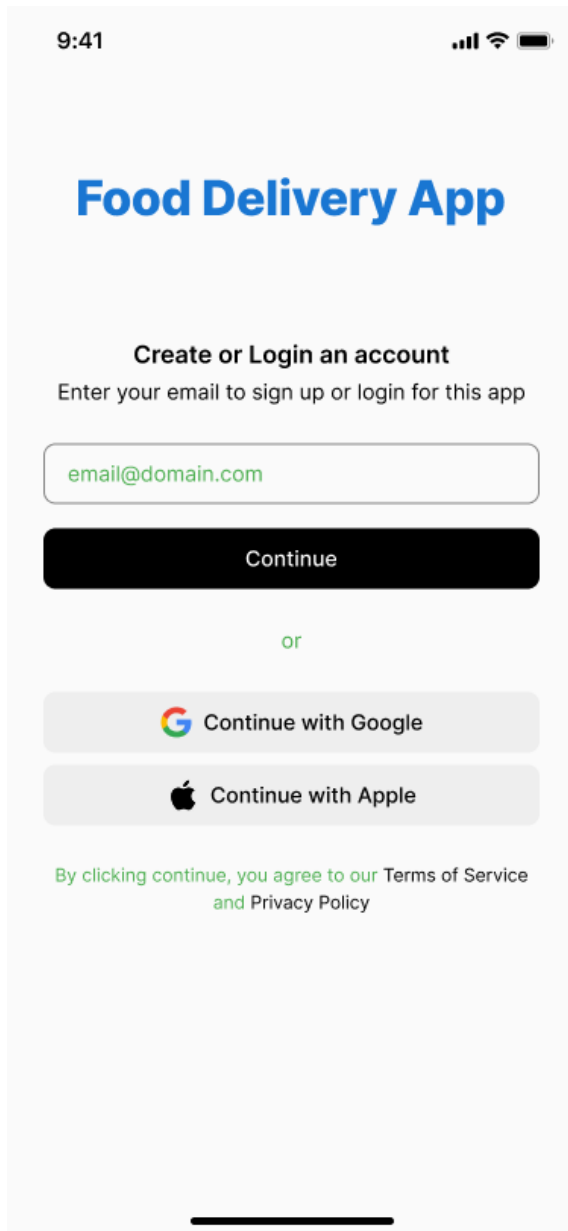 9:41
Food Delivery App
Create or Login an account
Enter your email to sign up or login for this app
email@domain.com
Continue
or
Continue with Google
Continue with Apple
By clicking continue, you agree to our Terms of Service
and Privacy Policy